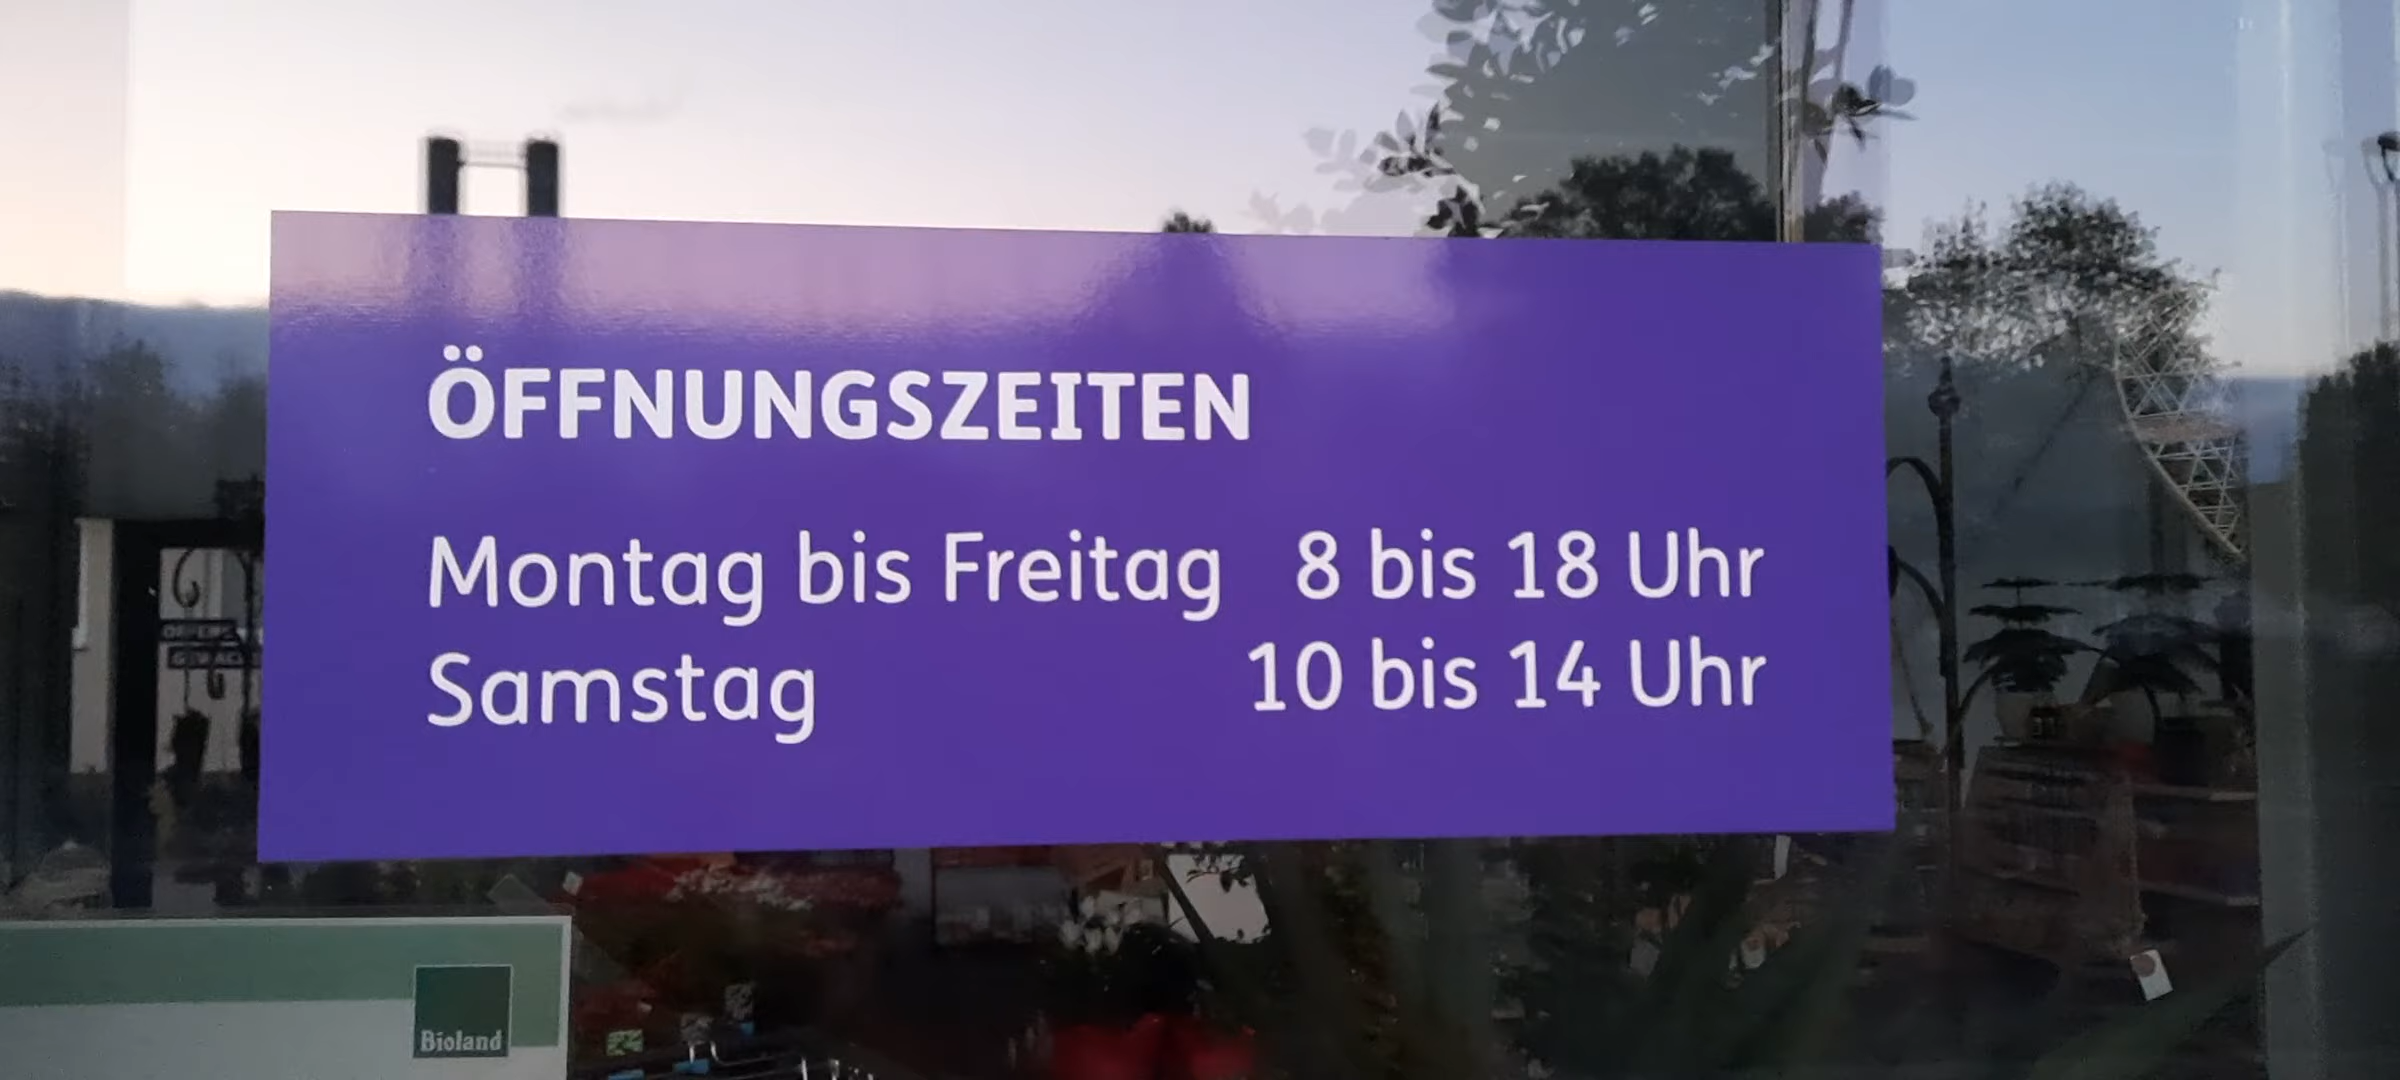 ÖFFNUNGSZEITEN
Montag bis Freitag 8 bis 18 Uhr
Samstag 10 bis 14 Uhr
Bioland